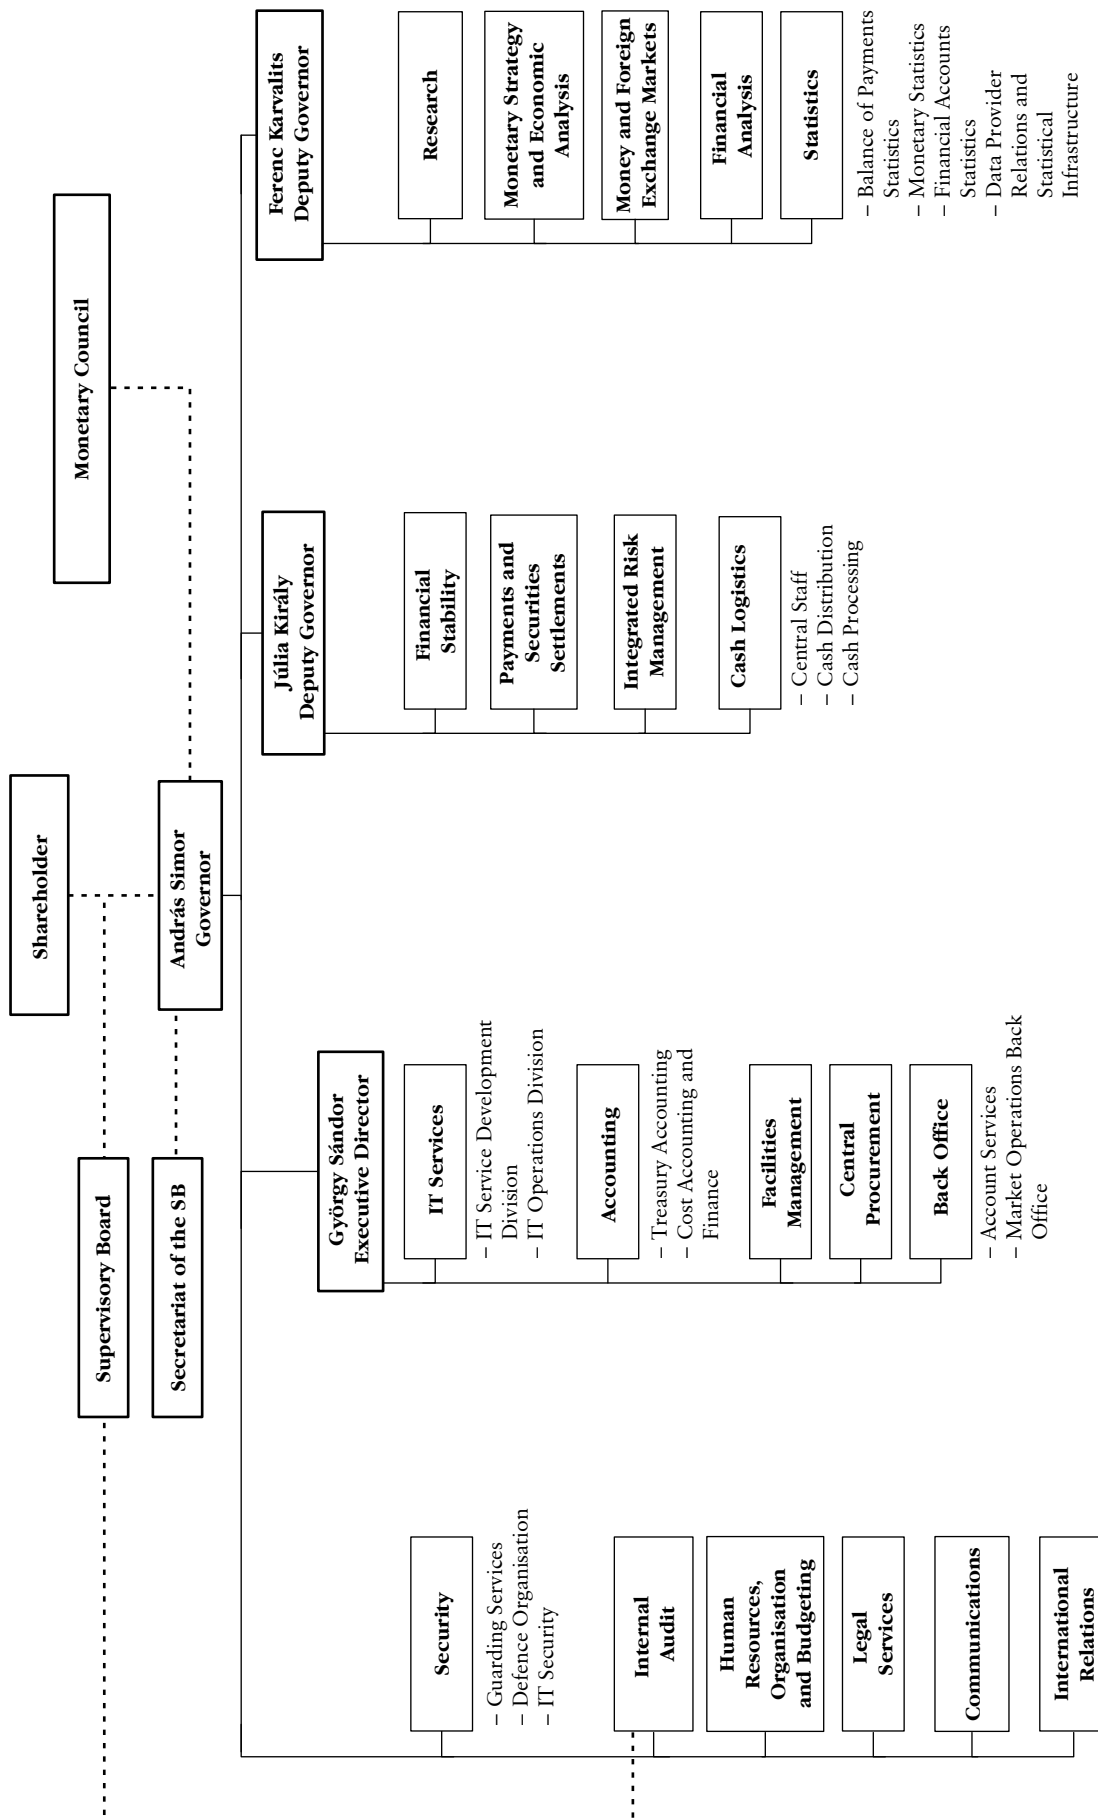 Shareholder
Monetary Council
Supervisory Board
Secretariat of the SB
András Simor
Governor
Security
– Guarding Services
– Defence Organisation
– IT Security
Internal
Audit
Human
Resources,
Organisation
and Budgeting
Legal
Services
Communications
International
Relations
György Sándor
Executive Director
IT Services
– IT Service Development
Division
– IT Operations Division
Accounting
– Treasury Accounting
– Cost Accounting and
Finance
Facilities
Management
Central
Procurement
Back Office
– Account Services
– Market Operations Back
Office
Júlia Király
Deputy Governor
Financial
Stability
Payments and
Securities
Settlements
Integrated Risk
Management
Cash Logistics
– Central Staff
– Cash Distribution
– Cash Processing
Ferenc Karvalits
Deputy Governor
Research
Monetary Strategy
and Economic
Analysis
Money and Foreign
Exchange Markets
Financial
Analysis
Statistics
– Balance of Payments
Statistics
– Monetary Statistics
– Financial Accounts
Statistics
– Data Provider
Relations and
Statistical
Infrastructure